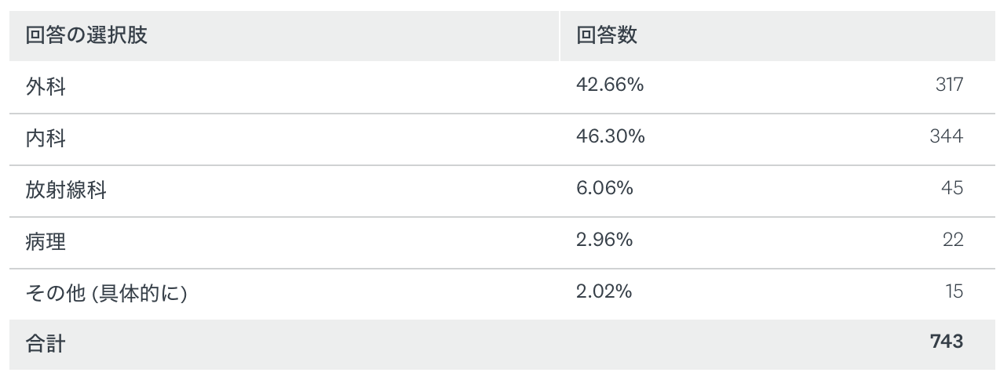 回答の選択肢 回答数
外科 42.66% 317
内科 46.30% 344
放射線科 6.06% 45
病理 2.96% 22
その他 (具体的に) 2.02% 15
合計 743